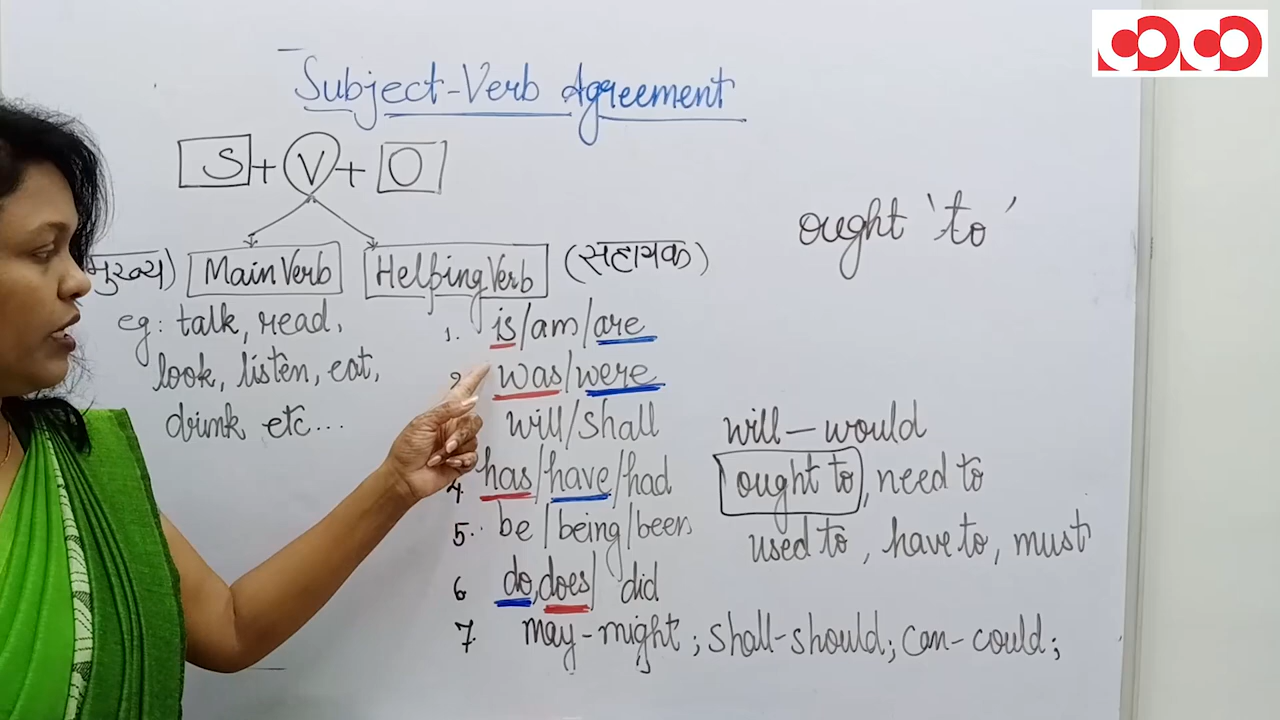 Subject-Verb Agreement
S + V + O
ought 'to'
मुख्य) Main Verb Helping Verb (सहायक)
eg: talk, read,
look, listen, eat,
drink etc...
1. is/am/are
2 was/were
will/shall
4 has/have/had
5. be/being/been
6 do, does/ did
7. may-might; shall-should; can-could;
will—would
ought to, need to
used to, have to, must